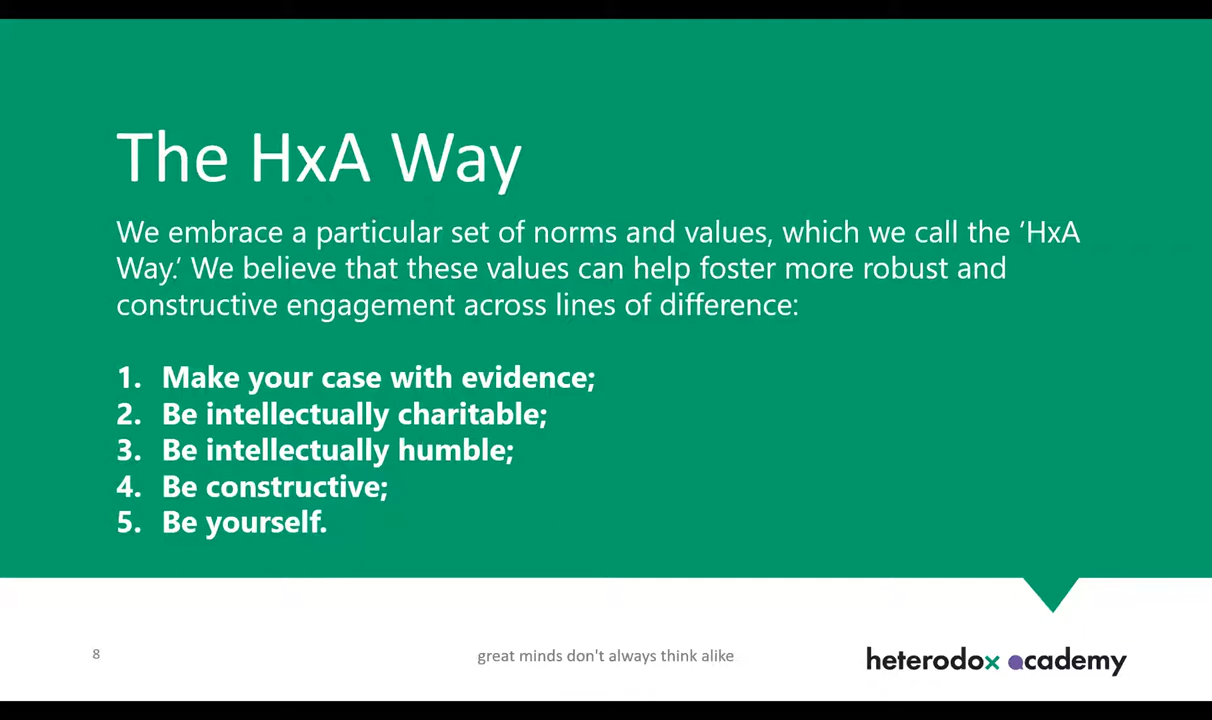 The HxA Way
We embrace a particular set of norms and values, which we call the ‘HxA
Way.’ We believe that these values can help foster more robust and
constructive engagement across lines of difference:
1. Make your case with evidence;
2. Be intellectually charitable;
3. Be intellectually humble;
4. Be constructive;
5. Be yourself.
8
great minds don't always think alike
heterodox academy